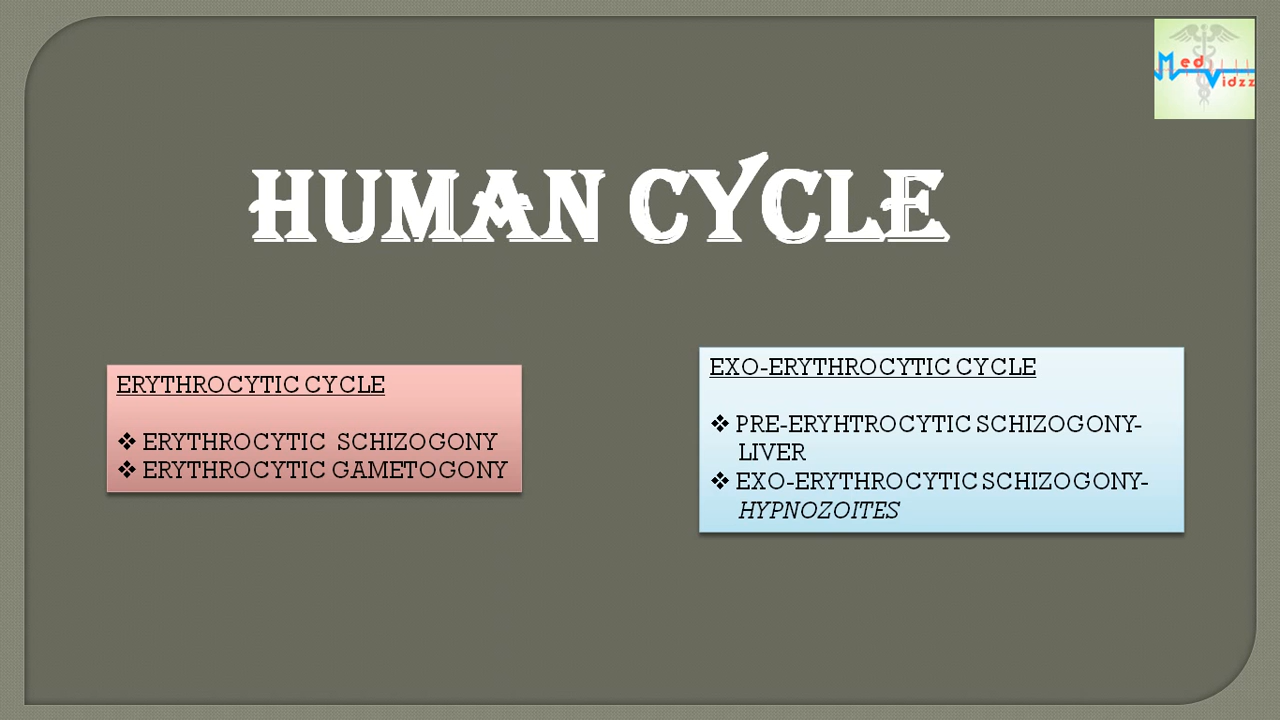 Med
Vidzz
HUMAN CYCLE
ERYTHROCYTIC CYCLE
❖ ERYTHROCYTIC SCHIZOGONY
❖ ERYTHROCYTIC GAMETOGONY
EXO-ERYTHROCYTIC CYCLE
❖ PRE-ERYHTROCYTIC SCHIZOGONY-
LIVER
❖ EXO-ERYTHROCYTIC SCHIZOGONY-
HYPNOZOITES